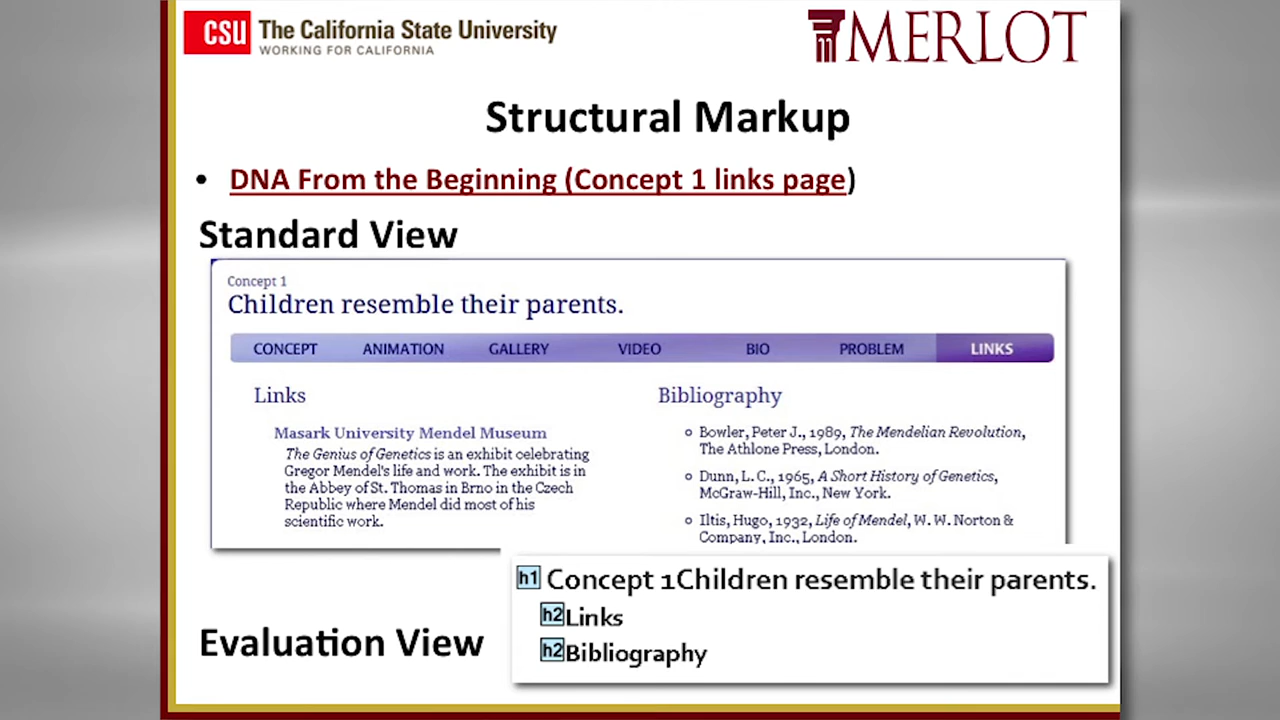 CSU The California State University
WORKING FOR CALIFORNIA
MERLOT
Structural Markup
• DNA From the Beginning (Concept 1 links page)
Standard View
Concept 1
Children resemble their parents.
CONCEPT ANIMATION GALLERY VIDEO BIO PROBLEM LINKS
Links
Masark University Mendel Museum
The Genius of Genetics is an exhibit celebrating
Gregor Mendel's life and work. The exhibit is in
the Abbey of St. Thomas in Brno in the Czech
Republic where Mendel did most of his
scientific work.
Bibliography
Bowler, Peter J., 1989, The Mendelian Revolution,
The Athlone Press, London.
Dunn, L. C., 1965, A Short History of Genetics,
McGraw-Hill, Inc., New York.
Iltis, Hugo, 1932, Life of Mendel, W. W. Norton &
Company, Inc., London.
Evaluation View
h1 Concept 1Children resemble their parents.
h2 Links
h2 Bibliography